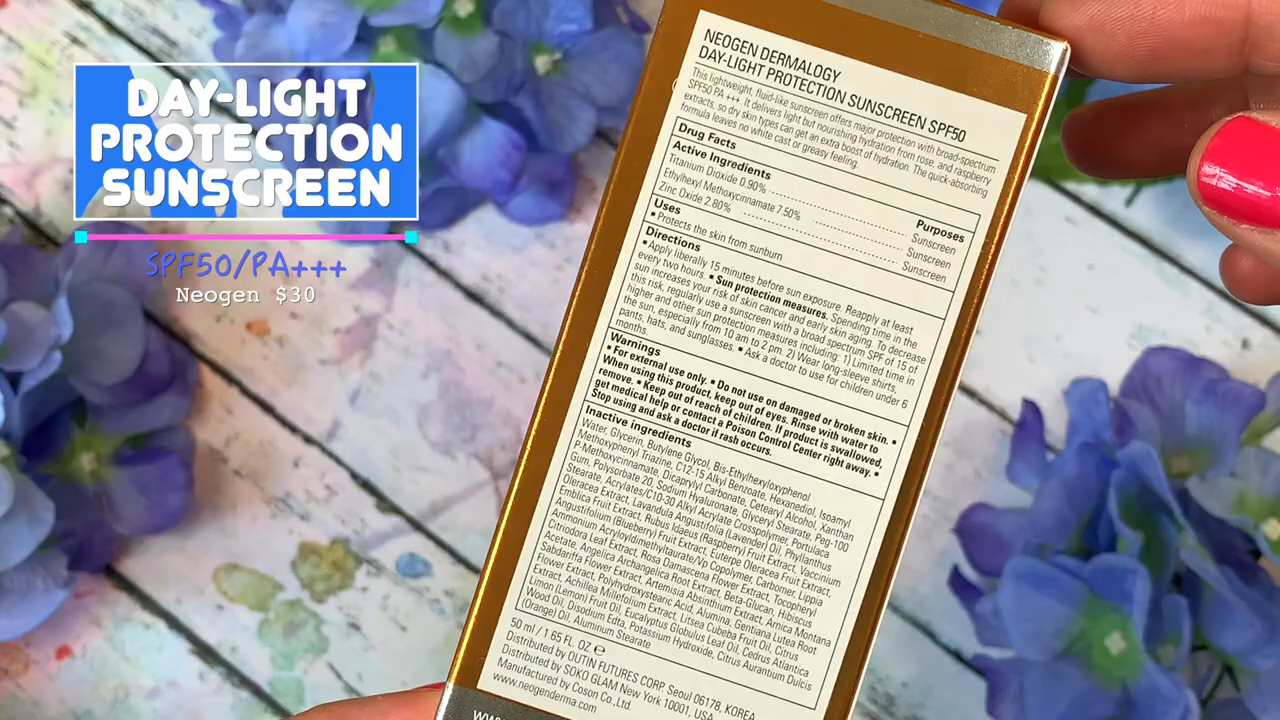 DAY-LIGHT
PROTECTION
SUNSCREEN
SPF50/PA+++
Neogen $30
NEOGEN DERMALOGY
DAY-LIGHT PROTECTION SUNSCREEN SPF50
This lightweight, fluid-like sunscreen offers major protection with broad-spectrum
SPF50 PA +++. It delivers light but nourishing hydration from rose, and raspberry
extracts, so dry skin types can get an extra boost of hydration. The quick-absorbing
formula leaves no white cast or greasy feeling.
Drug Facts
Active Ingredients Purposes
Titanium Dioxide 0.90% Sunscreen
Ethylhexyl Methoxycinnamate 7.50% Sunscreen
Zinc Oxide 2.80% Sunscreen
Uses
▪ Protects the skin from sunburn
Directions
▪ Apply liberally 15 minutes before sun exposure. Reapply at least
every two hours. ▪ Sun protection measures. Spending time in the
sun increases your risk of skin cancer and early skin aging. To decrease
this risk, regularly use a sunscreen with a broad spectrum SPF of 15 of
higher and other sun protection measures including: 1) Limited time in
the sun, especially from 10 am to 2 pm. 2) Wear long-sleeve shirts,
pants, hats, and sunglasses. ▪ Ask a doctor to use for children under 6
months.
Warnings
▪ For external use only. ▪ Do not use on damaged or broken skin. ▪
When using this product, keep out of eyes. Rinse with water to
remove. ▪ Keep out of reach of children. If product is swallowed,
get medical help or contact a Poison Control Center right away. ▪
Stop using and ask a doctor if rash occurs.
Inactive ingredients
Water, Glycerin, Butylene Glycol, Bis-Ethylhexyloxyphenol
Methoxyphenyl Triazine, C12-15 Alkyl Benzoate, Hexanediol, Isoamyl
Methoxycinnamate, Dicaprylyl Carbonate, Cetearyl Alcohol, Xanthan
Gum, Polysorbate 20, Sodium Hyaluronate, Glyceryl Stearate, Peg-100
Stearate, Acrylates/C10-30 Alkyl Acrylate Crosspolymer, Portulaca
Oleracea Extract, Lavandula Angustifolia (Lavender) Oil, Phyllanthus
Emblica Fruit Extract, Rubus Idaeus (Raspberry) Fruit Extract, Vaccinium
Angustifolium (Blueberry) Fruit Extract, Euterpe Oleracea Fruit Extract,
Ammonium Acryloyldimethyltaurate/Vp Copolymer, Carbomer, Lippia
Citriodora Leaf Extract, Rosa Damascena Flower Extract, Tocopheryl
Acetate, Angelica Archangelica Root Extract, Beta-Glucan, Hibiscus
Sabdariffa Flower Extract, Artemisia Absinthium Extract, Arnica Montana
Flower Extract, Polyhydroxystearic Acid, Alumina, Gentiana Lutea Root
Extract, Achillea Millefolium Extract, Litsea Cubeba Fruit Oil, Citrus
Limon (Lemon) Fruit Oil, Eucalyptus Globulus Leaf Oil, Cedrus Atlantica
Wood Oil, Disodium Edta, Potassium Hydroxide, Citrus Aurantium Dulcis
(Orange) Oil, Aluminum Stearate
50 ml / 1.65 FL. OZ ℮
Distributed by OUTIN FUTURES CORP. Seoul 06178, KOREA
Distributed by SOKO GLAM New York 10001, USA
Manufactured by Coson Co.,Ltd.
www.neogenderma.com